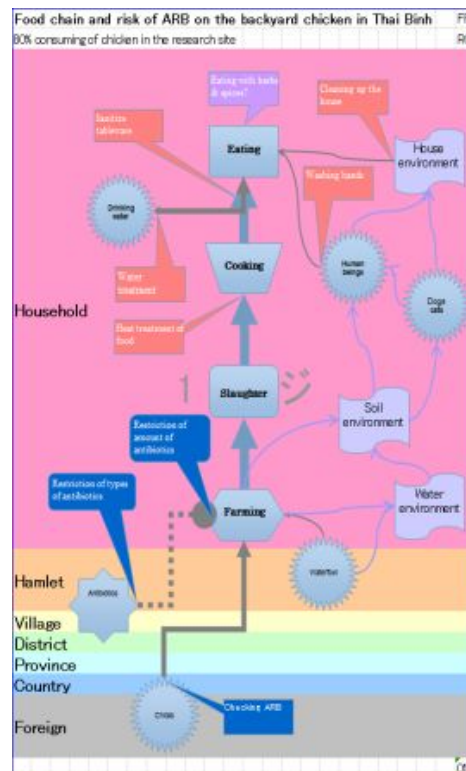 Food chain and risk of ARB on the backyard chicken in Thai Binh
80% consuming of chicken in the research site
Eating with herbs
& spices?
Cleaning up the
house
Sanitize
tableware
Eating
House
environment
Washing hands
Drinking
water
Human
beings
Water
treatment
Cooking
Dogs
cats
Household
Heat treatment of
food
1
Slaughter
ジ
Soil
environment
Restriction of
amount of
antibiotics
Restriction of types
of antibiotics
Farming
Water
environment
Hamlet
Antibiotics
Village
District
Province
Country
Checking ARB
Foreign